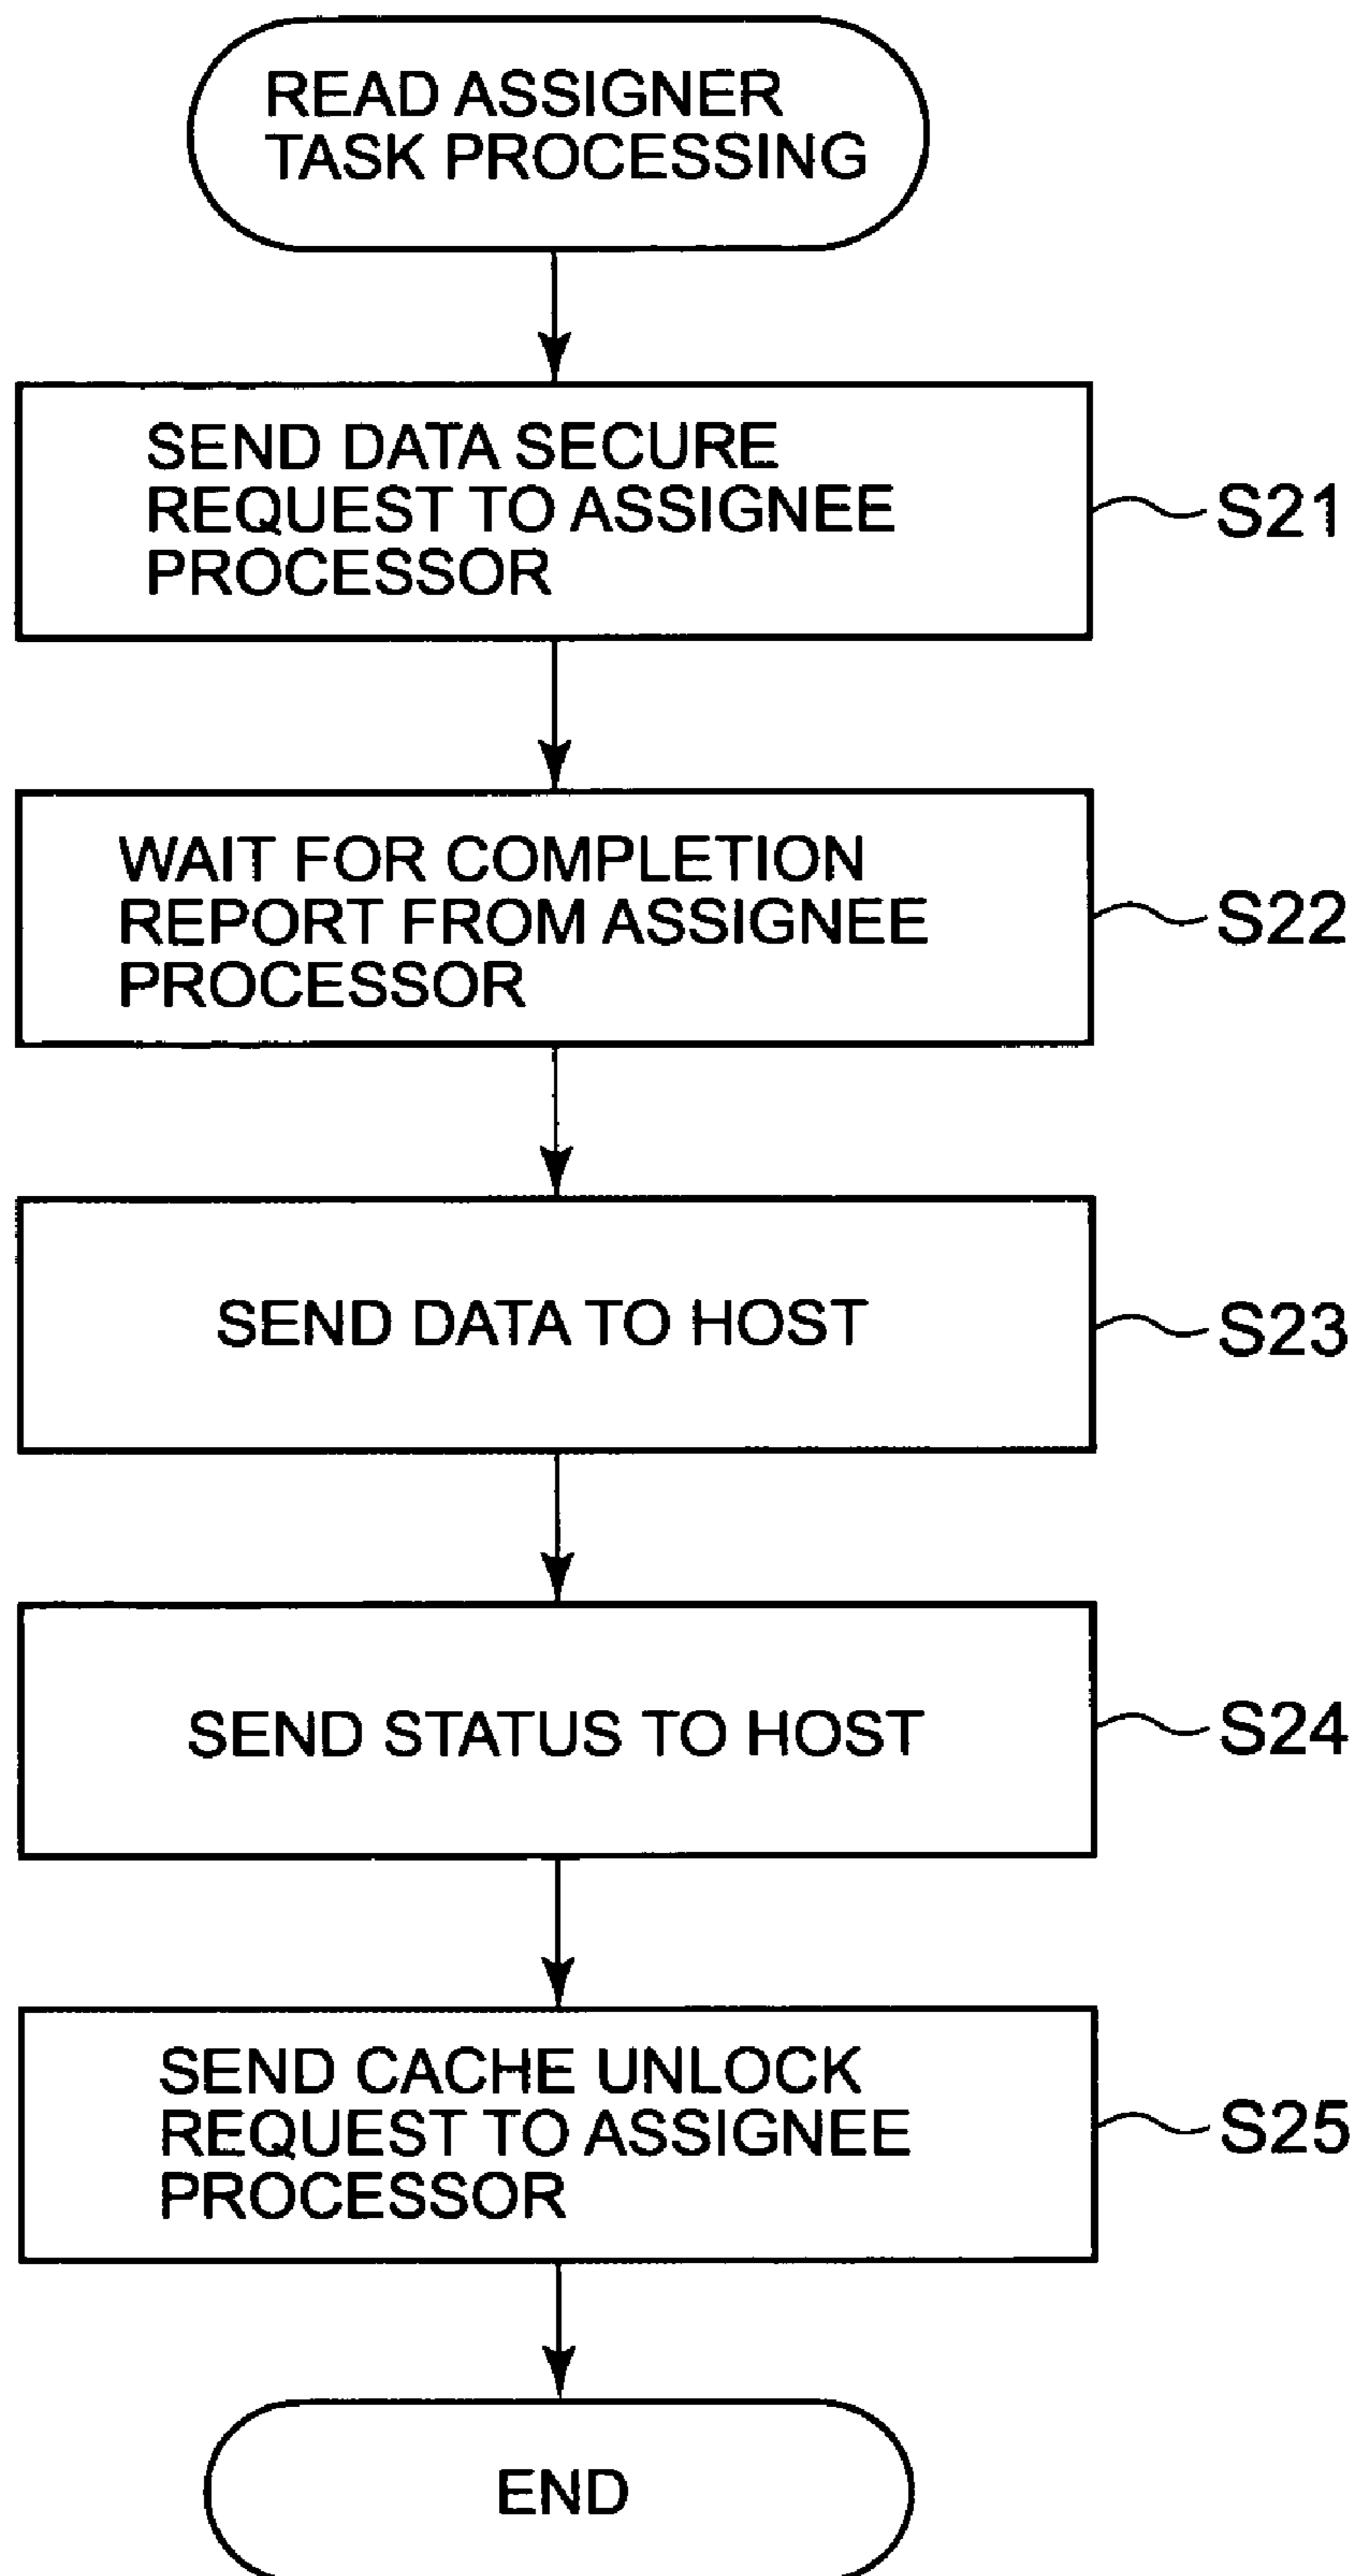 READ ASSIGNER
TASK PROCESSING
SEND DATA SECURE
REQUEST TO ASSIGNEE
PROCESSOR
S21
WAIT FOR COMPLETION
REPORT FROM ASSIGNEE
PROCESSOR
S22
SEND DATA TO HOST
S23
SEND STATUS TO HOST
S24
SEND CACHE UNLOCK
REQUEST TO ASSIGNEE
PROCESSOR
S25
END